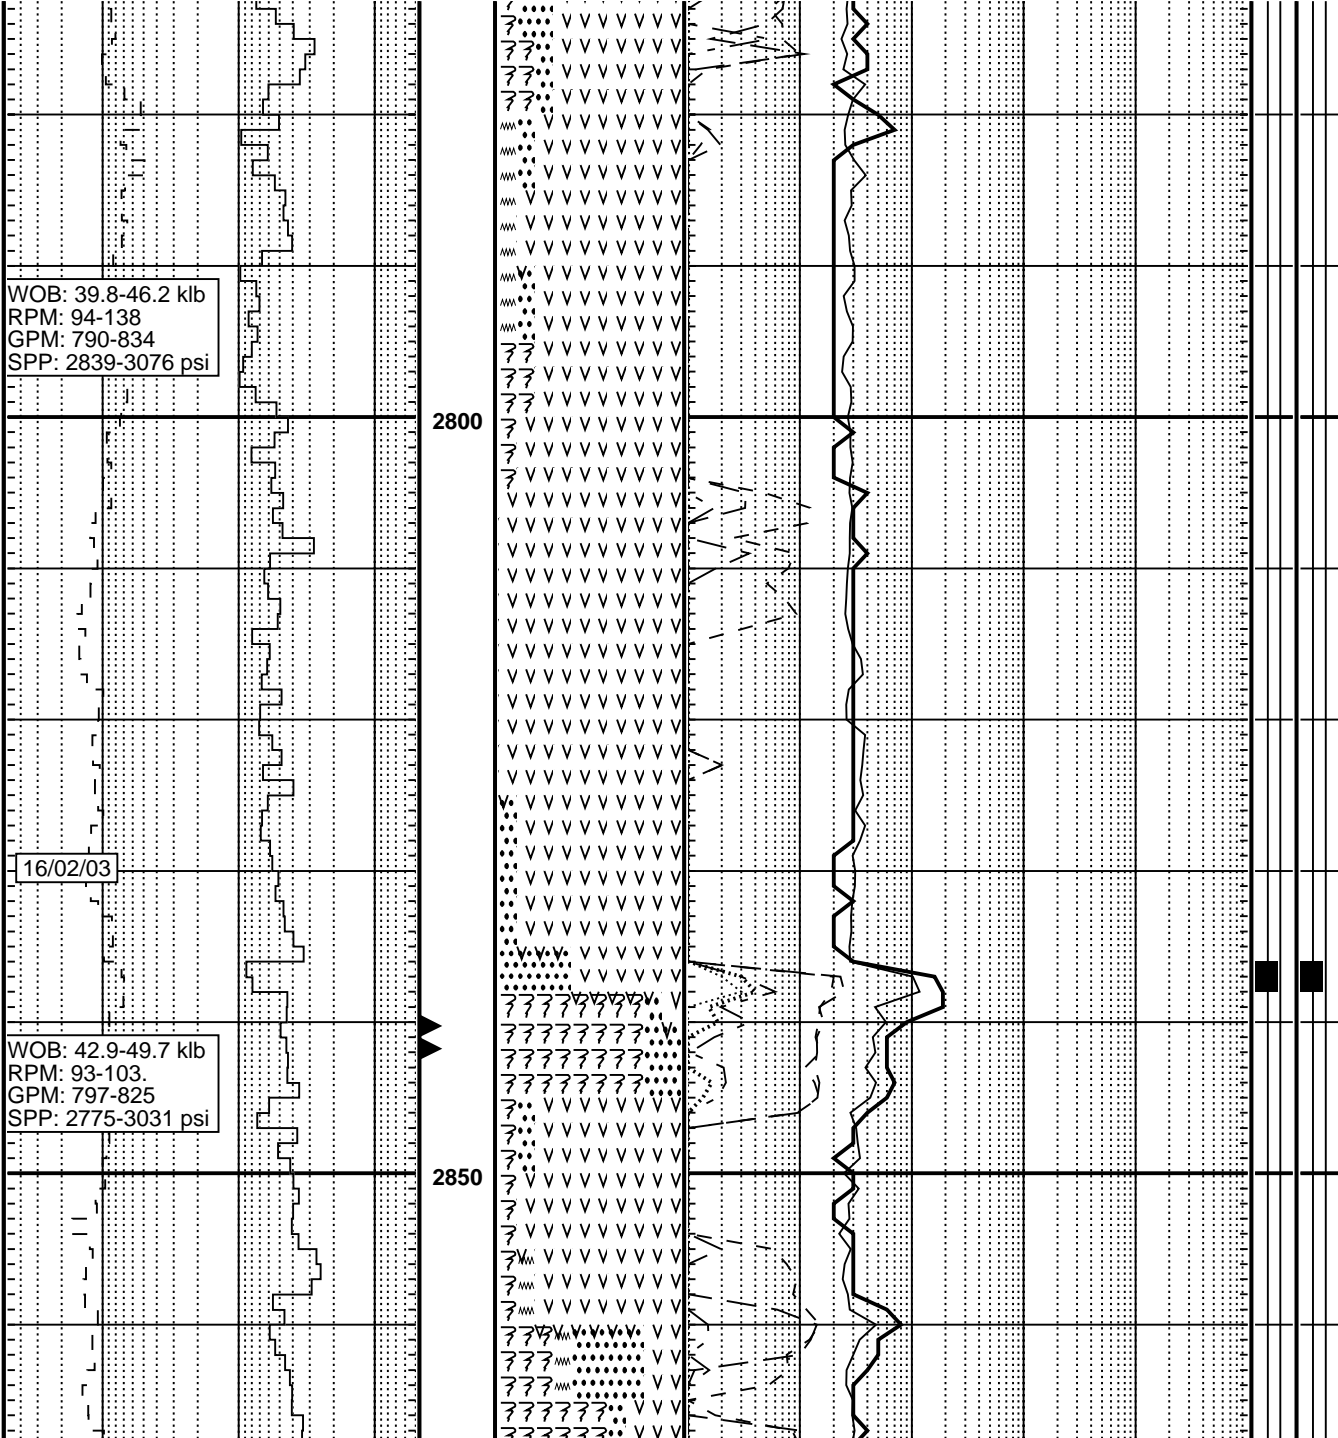 WOB: 39.8-46.2 klb
RPM: 94-138
GPM: 790-834
SPP: 2839-3076 psi
2800
16/02/03
WOB: 42.9-49.7 klb
RPM: 93-103.
GPM: 797-825
SPP: 2775-3031 psi
2850